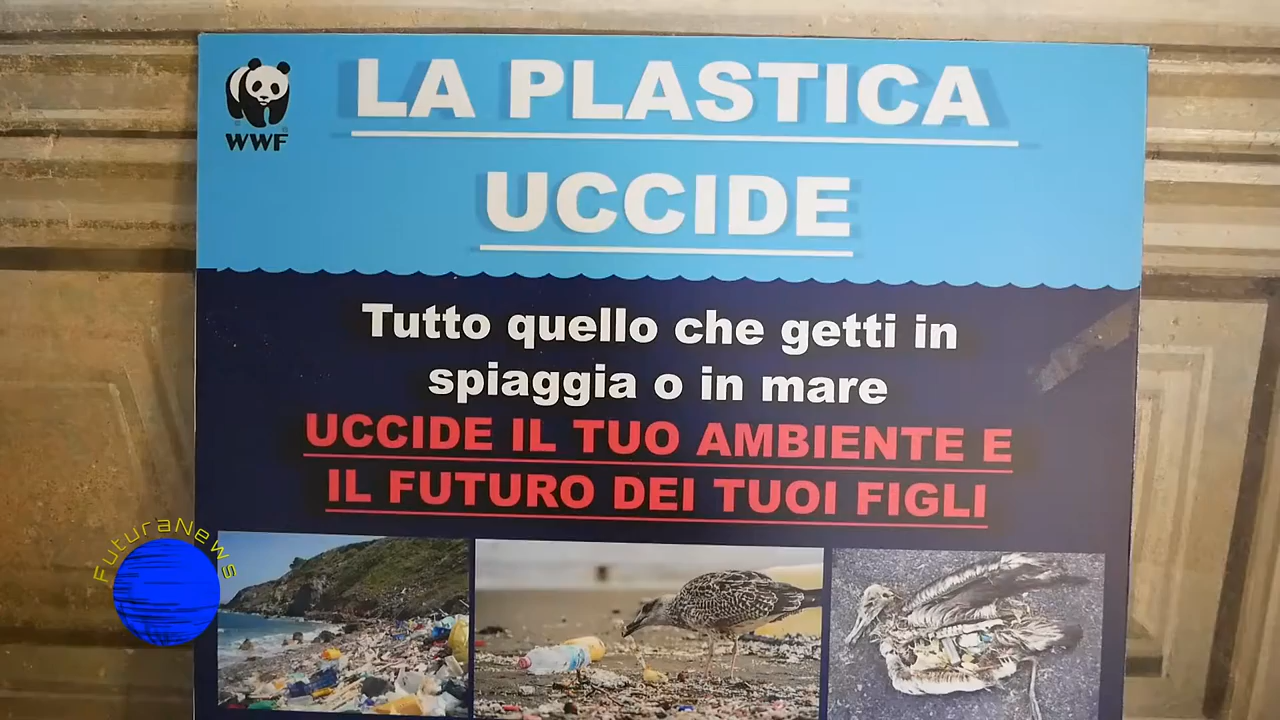 WWF
LA PLASTICA
UCCIDE
Tutto quello che getti in
spiaggia o in mare
UCCIDE IL TUO AMBIENTE E
IL FUTURO DEI TUOI FIGLI
FuturaNews